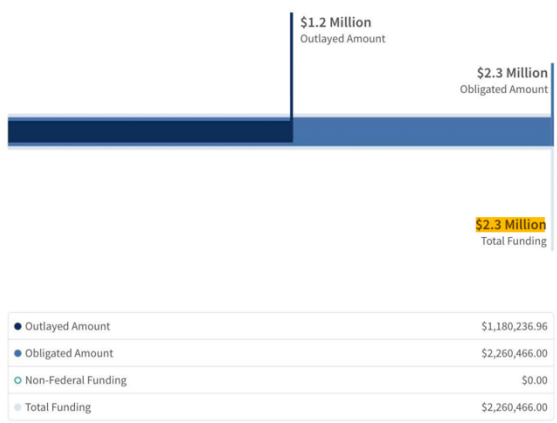 $1.2 Million
Outlayed Amount
$2.3 Million
Obligated Amount
$2.3 Million
Total Funding
Outlayed Amount $1,180,236.96
Obligated Amount $2,260,466.00
Non-Federal Funding $0.00
Total Funding $2,260,466.00